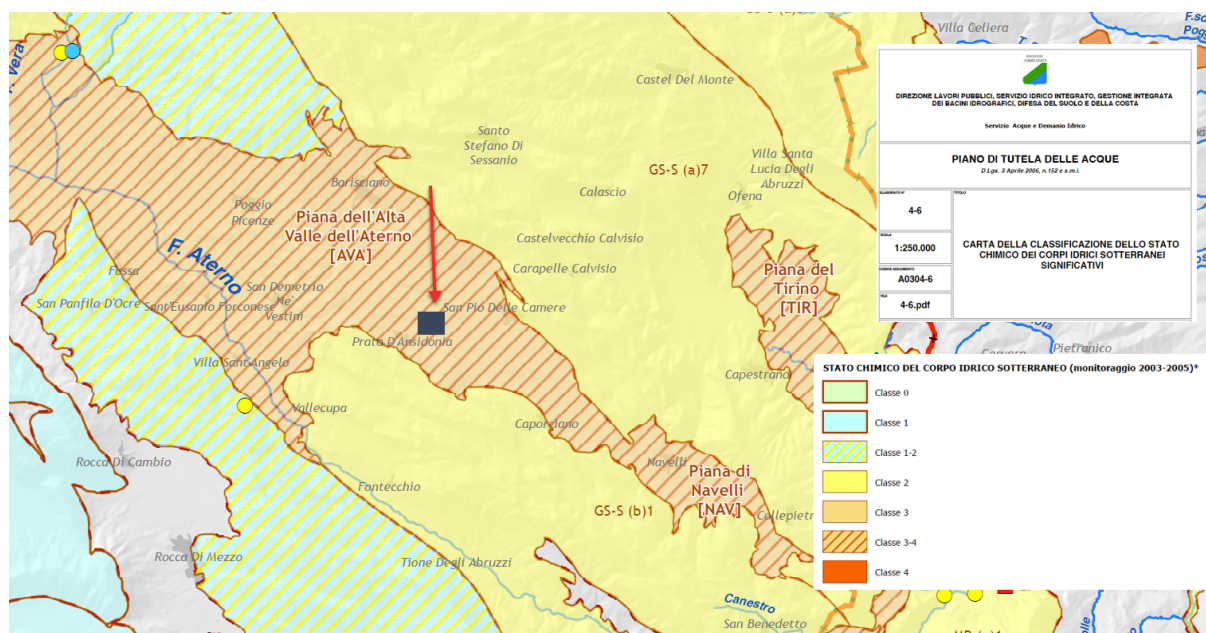 Villa Celiera
F. Vera
Castel Del Monte
Santo
Stefano Di
Sessanio
Villa Santa
Lucia Degli
Abruzzi
GS-S (a)7
Calascio
Ofena
Barisciano
Poggio
Picenze
Piana dell'Alta
Valle dell'Aterno
[AVA]
Castelvecchio Calvisio
Carapelle Calvisio
F. Aterno
Fossa
San Demetrio
Ne'
Vestini
San Panfilo D'Ocre
Sant'Eusanio Forconese
San Pio Delle Camere
Prata D'Ansidonia
Piana del
Tirino
[TIR]
Villa Sant'Angelo
Capestrano
Vallecupa
Caporciano
Rocca Di Cambio
Navelli
Piana di
Navelli
[NAV]
Fontecchio
GS-S (b)1
Rocca Di Mezzo
Tione Degli Abruzzi
Canestro
San Benedetto
Pietranico
REGIONE
DIREZIONE LAVORI PUBBLICI, SERVIZIO IDRICO INTEGRATO, GESTIONE INTEGRATA
DEI BACINI IDROGRAFICI, DIFESA DEL SUOLO E DELLA COSTA
Servizio Acque e Demanio Idrico
PIANO DI TUTELA DELLE ACQUE
D.Lgs. 3 Aprile 2006, n.152 e s.m.i.
ELABORATO N°
TITOLO
4-6
SCALA
1:250.000
CARTA DELLA CLASSIFICAZIONE DELLO STATO
CHIMICO DEI CORPI IDRICI SOTTERRANEI
SIGNIFICATIVI
CODICE DOCUMENTO
A0304-6
FILE
4-6.pdf
STATO CHIMICO DEL CORPO IDRICO SOTTERRANEO (monitoraggio 2003-2005)*
Classe 0
Classe 1
Classe 1-2
Classe 2
Classe 3
Classe 3-4
Classe 4